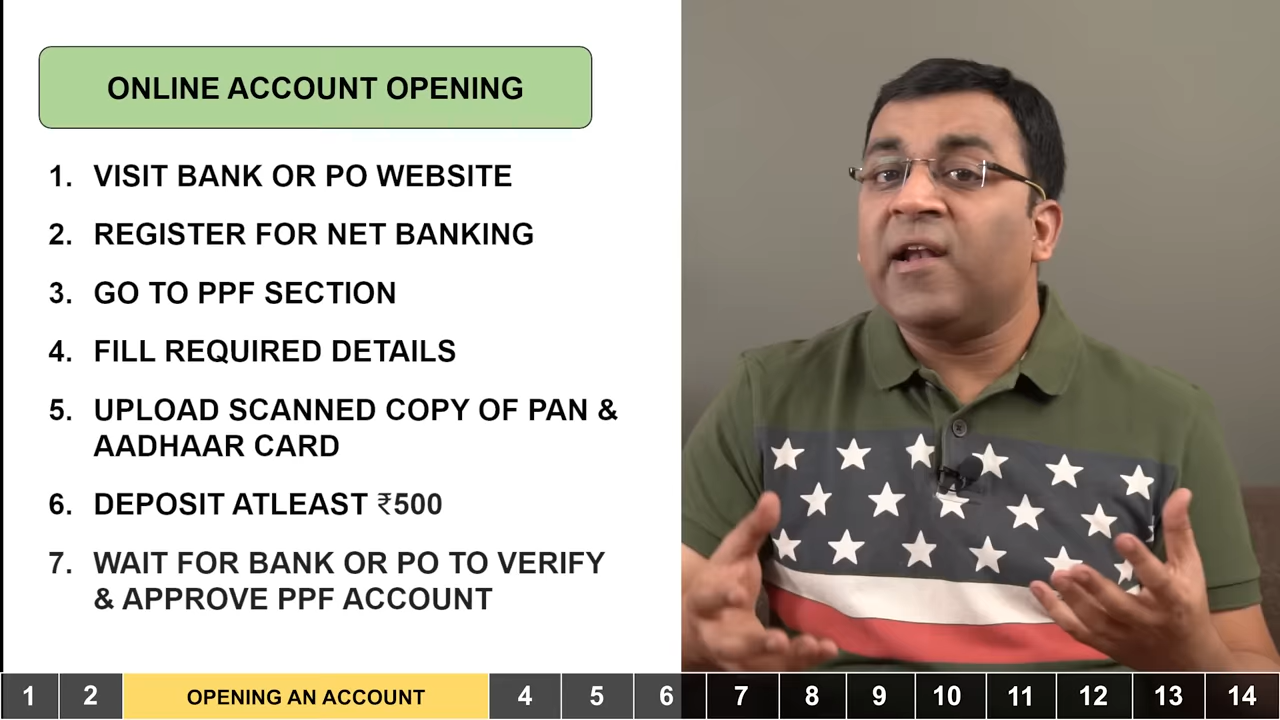 ONLINE ACCOUNT OPENING
1. VISIT BANK OR PO WEBSITE
2. REGISTER FOR NET BANKING
3. GO TO PPF SECTION
4. FILL REQUIRED DETAILS
5. UPLOAD SCANNED COPY OF PAN &
AADHAAR CARD
6. DEPOSIT ATLEAST ₹500
7. WAIT FOR BANK OR PO TO VERIFY
& APPROVE PPF ACCOUNT
1 2 OPENING AN ACCOUNT 4 5 6 7 8 9 10 11 12 13 14